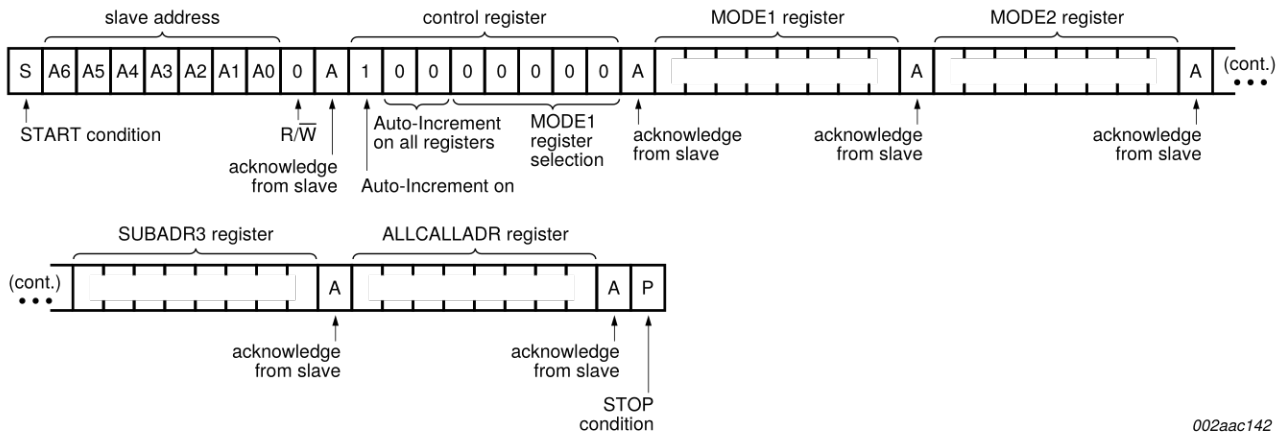 slave address control register MODE1 register MODE2 register
S A6 A5 A4 A3 A2 A1 A0 0 A 1 0 0 0 0 0 0 0 A A A (cont.)
START condition R/W̅ Auto-Increment on all registers MODE1 register selection acknowledge from slave acknowledge from slave acknowledge from slave
acknowledge from slave Auto-Increment on
SUBADR3 register ALLCALLADR register
(cont.) A A P
acknowledge from slave acknowledge from slave
STOP condition
002aac142